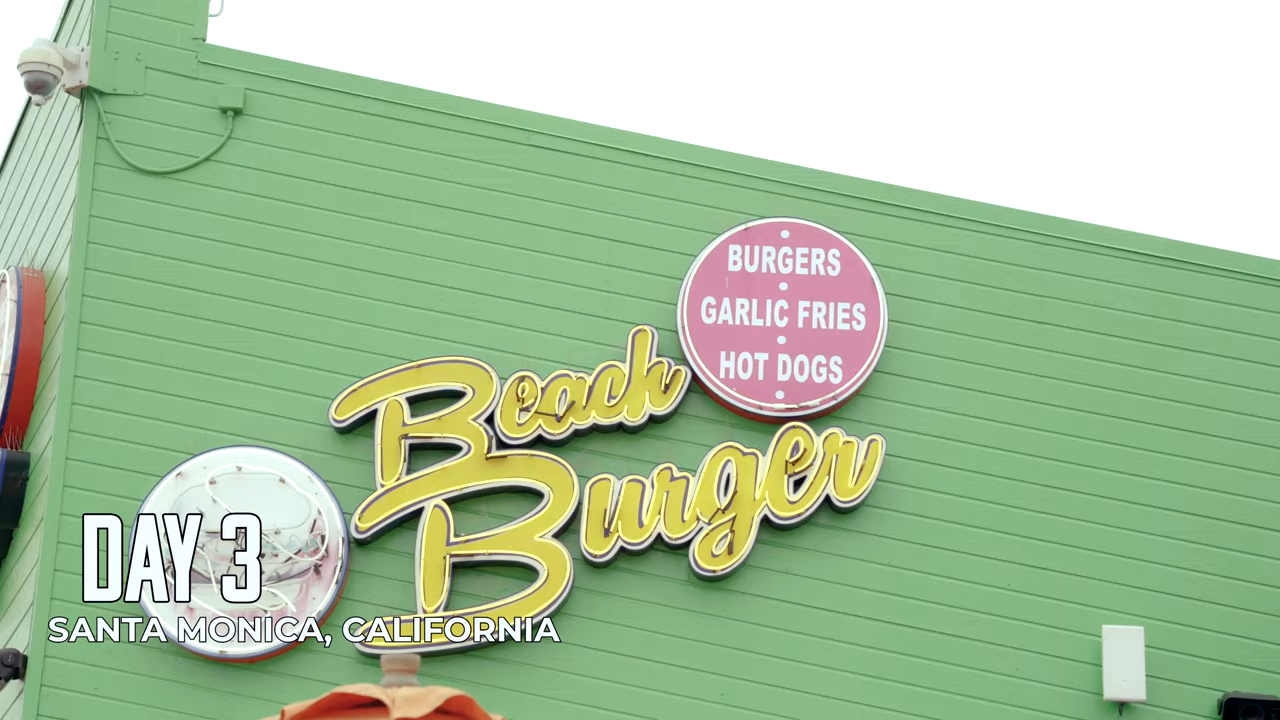 BURGERS
GARLIC FRIES
HOT DOGS
Beach
Burger
DAY 3
SANTA MONICA, CALIFORNIA